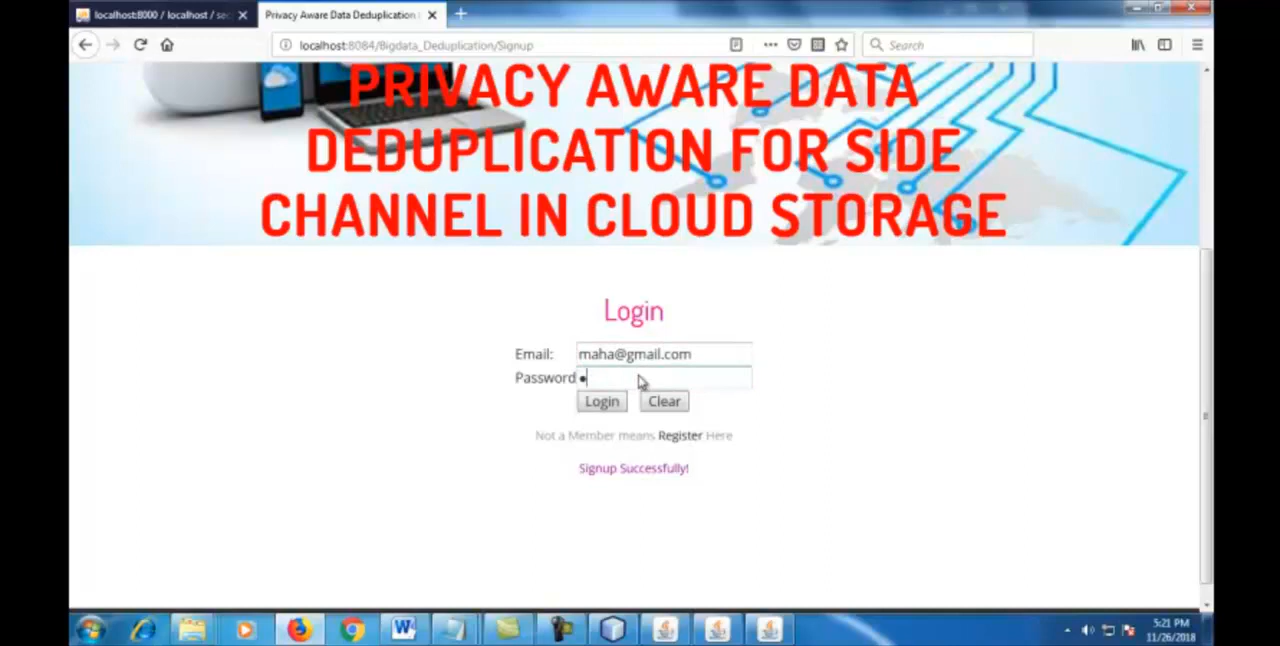 localhost:8000 / localhost / sec
Privacy Aware Data Deduplication
localhost:8084/Bigdata_Deduplication/Signup
Search
PRIVACY AWARE DATA
DEDUPLICATION FOR SIDE
CHANNEL IN CLOUD STORAGE
Login
Email: maha@gmail.com
Password
Login Clear
Not a Member means Register Here
Signup Successfully!
5:21 PM
11/26/2018